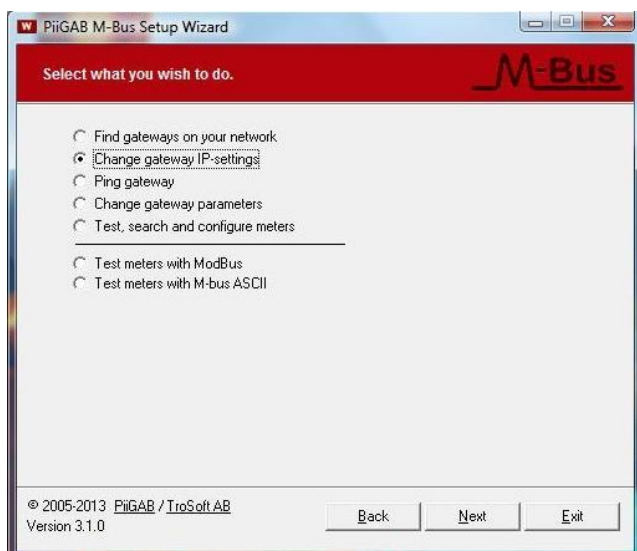 PiiGAB M-Bus Setup Wizard
Select what you wish to do.
M-Bus
Find gateways on your network
Change gateway IP-settings
Ping gateway
Change gateway parameters
Test, search and configure meters
Test meters with ModBus
Test meters with M-bus ASCII
© 2005-2013 PiiGAB / TroSoft AB
Version 3.1.0
Back Next Exit